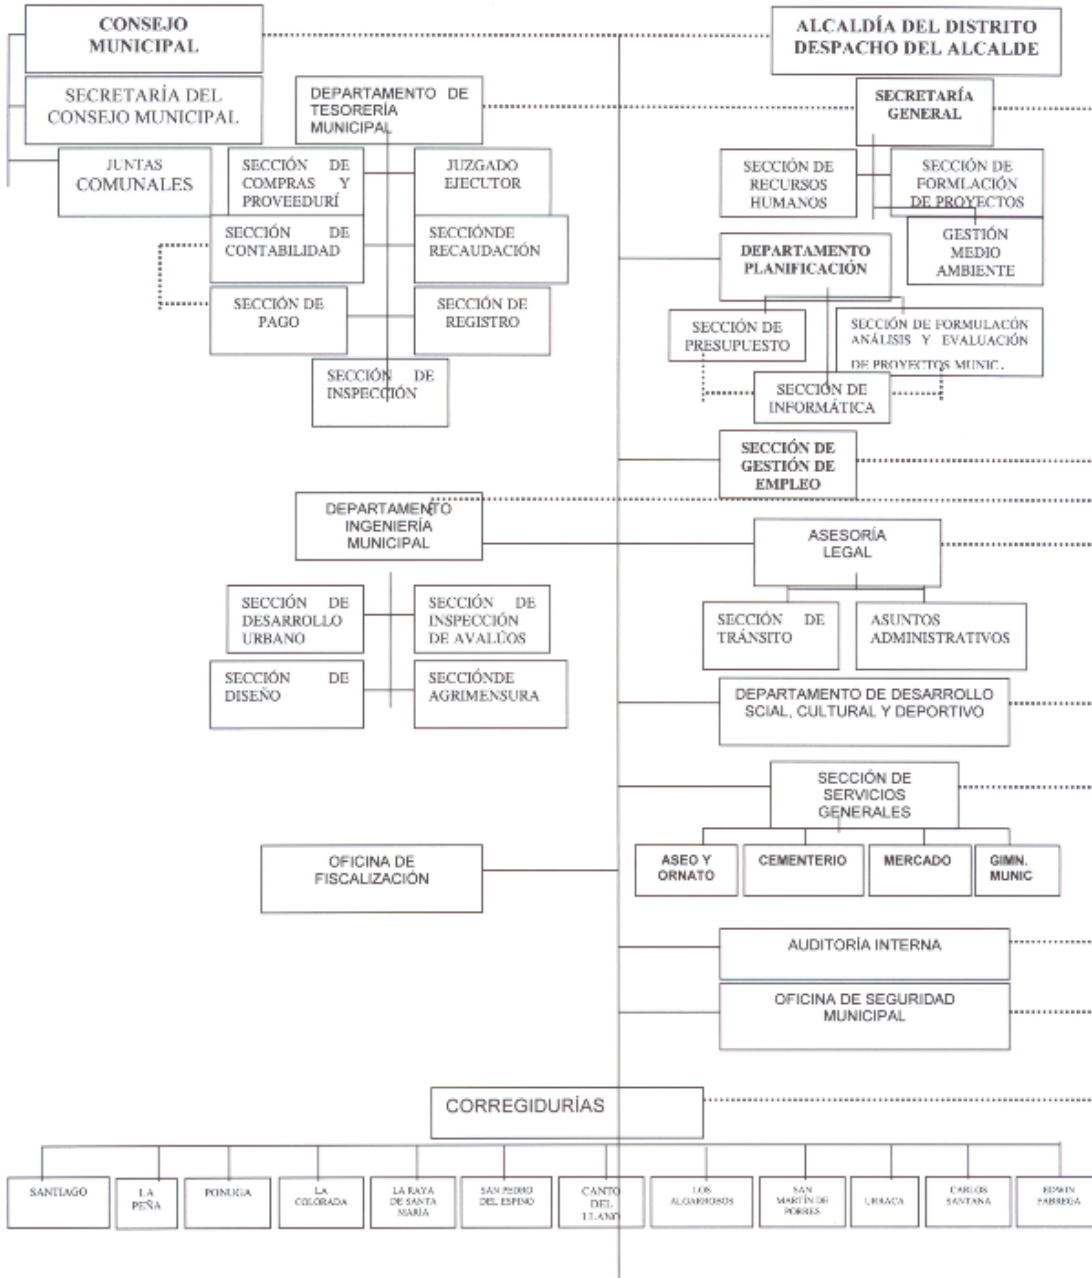 CONSEJO
MUNICIPAL
ALCALDÍA DEL DISTRITO
DESPACHO DEL ALCALDE
SECRETARÍA DEL
CONSEJO MUNICIPAL
DEPARTAMENTO DE
TESORERÍA
MUNICIPAL
SECRETARÍA
GENERAL
JUNTAS
COMUNALES
SECCIÓN DE
COMPRAS Y
PROVEEDURÍ
JUZGADO
EJECUTOR
SECCIÓN DE
RECURSOS
HUMANOS
SECCIÓN DE
FORMLACIÓN
DE PROYECTOS
SECCIÓN DE
CONTABILIDAD
SECCIÓNDE
RECAUDACIÓN
GESTIÓN
MEDIO
AMBIENTE
DEPARTAMENTO
PLANIFICACIÓN
SECCIÓN DE
PAGO
SECCIÓN DE
REGISTRO
SECCIÓN DE
PRESUPUESTO
SECCIÓN DE FORMULACÓN
ANÁLISIS Y EVALUACIÓN
DE PROYECTOS MUNIC.
SECCIÓN DE
INSPECCIÓN
SECCIÓN DE
INFORMÁTICA
SECCIÓN DE
GESTIÓN DE
EMPLEO
DEPARTAMENTO
INGENIERÍA
MUNICIPAL
ASESORÍA
LEGAL
SECCIÓN DE
DESARROLLO
URBANO
SECCIÓN DE
INSPECCIÓN
DE AVALÚOS
SECCIÓN DE
TRÁNSITO
ASUNTOS
ADMINISTRATIVOS
SECCIÓN DE
DISEÑO
SECCIÓNDE
AGRIMENSURA
DEPARTAMENTO DE DESARROLLO
SCIAL, CULTURAL Y DEPORTIVO
SECCIÓN DE
SERVICIOS
GENERALES
OFICINA DE
FISCALIZACIÓN
ASEO Y
ORNATO
CEMENTERIO
MERCADO
GIMN.
MUNIC
AUDITORÍA INTERNA
OFICINA DE SEGURIDAD
MUNICIPAL
CORREGIDURÍAS
SANTIAGO
LA
PEÑA
PONUGA
LA
COLORADA
LA RAYA
DE SANTA
MARÍA
SAN PEDRO
DEL ESPINO
CANTO
DEL
LLANO
LOS
ALGARROBOS
SAN
MARTÍN DE
PORRES
URRACA
CARLOS
SANTANA
EDWIN
FABREGA